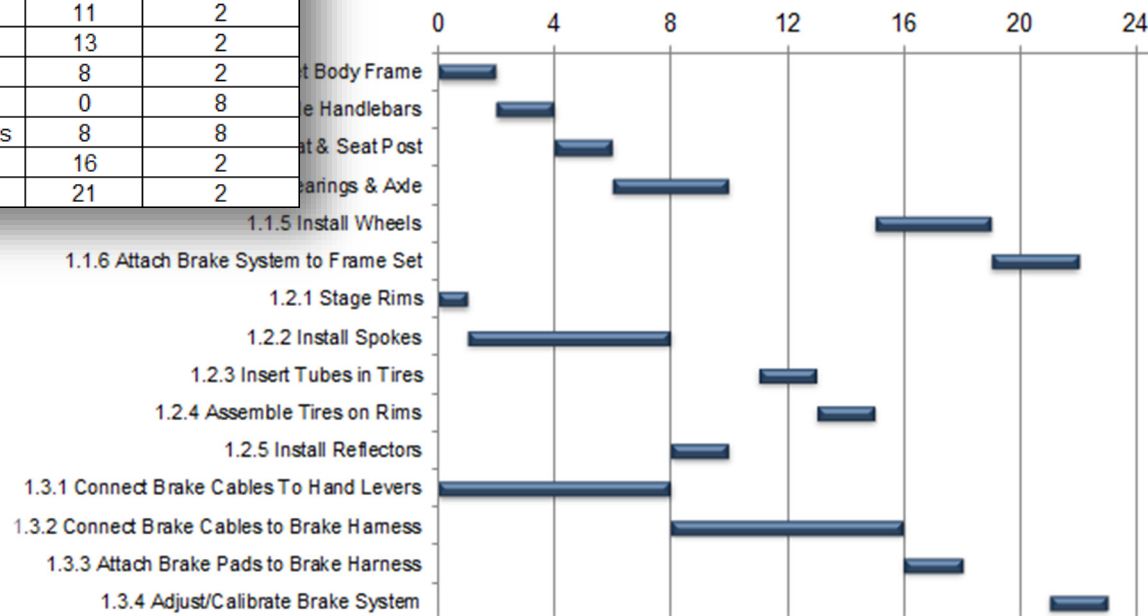 11 2
13 2
8 2
0 8
s 8 8
16 2
21 2
0 4 8 12 16 20 24
t Body Frame
e Handlebars
at & Seat Post
earings & Axle
1.1.5 Install Wheels
1.1.6 Attach Brake System to Frame Set
1.2.1 Stage Rims
1.2.2 Install Spokes
1.2.3 Insert Tubes in Tires
1.2.4 Assemble Tires on Rims
1.2.5 Install Reflectors
1.3.1 Connect Brake Cables To Hand Levers
1.3.2 Connect Brake Cables to Brake Harness
1.3.3 Attach Brake Pads to Brake Harness
1.3.4 Adjust/Calibrate Brake System